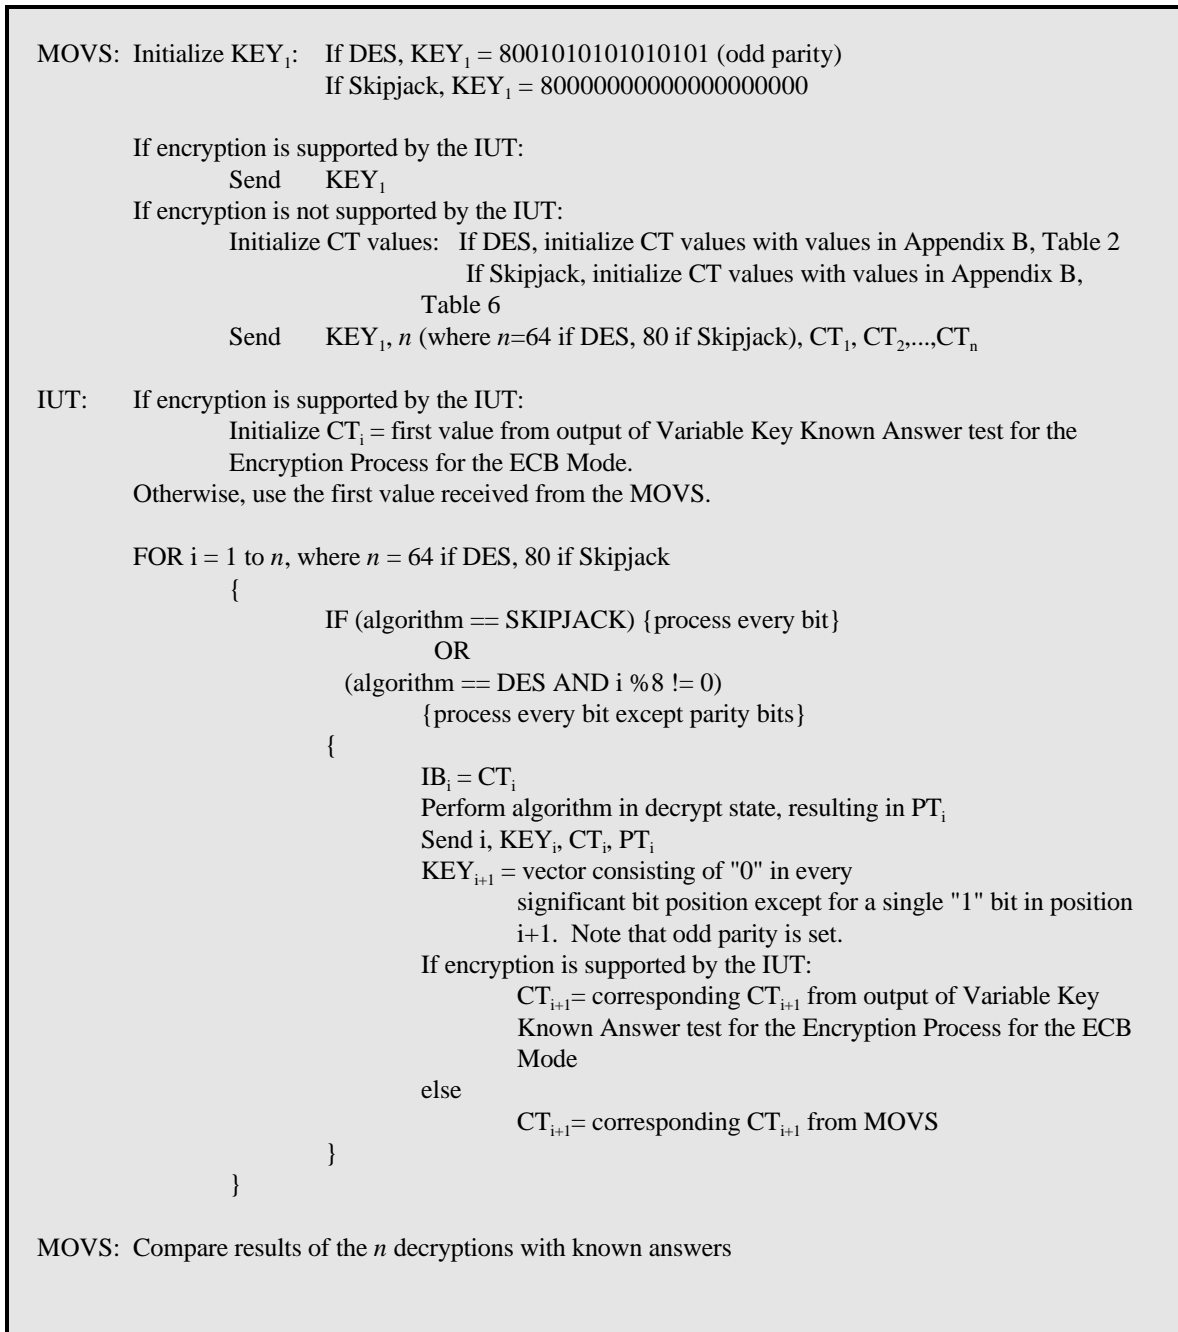 MOVS: Initialize KEY₁: If DES, KEY₁ = 8001010101010101 (odd parity)
If Skipjack, KEY₁ = 80000000000000000000
If encryption is supported by the IUT:
Send KEY₁
If encryption is not supported by the IUT:
Initialize CT values: If DES, initialize CT values with values in Appendix B, Table 2
If Skipjack, initialize CT values with values in Appendix B,
Table 6
Send KEY₁, n (where n=64 if DES, 80 if Skipjack), CT₁, CT₂,...,CTₙ
IUT: If encryption is supported by the IUT:
Initialize CTᵢ = first value from output of Variable Key Known Answer test for the
Encryption Process for the ECB Mode.
Otherwise, use the first value received from the MOVS.
FOR i = 1 to n, where n = 64 if DES, 80 if Skipjack
{
IF (algorithm == SKIPJACK) {process every bit}
OR
(algorithm == DES AND i %8 != 0)
{process every bit except parity bits}
{
IBᵢ = CTᵢ
Perform algorithm in decrypt state, resulting in PTᵢ
Send i, KEYᵢ, CTᵢ, PTᵢ
KEYᵢ₊₁ = vector consisting of "0" in every
significant bit position except for a single "1" bit in position
i+1. Note that odd parity is set.
If encryption is supported by the IUT:
CTᵢ₊₁= corresponding CTᵢ₊₁ from output of Variable Key
Known Answer test for the Encryption Process for the ECB
Mode
else
CTᵢ₊₁= corresponding CTᵢ₊₁ from MOVS
}
}
MOVS: Compare results of the n decryptions with known answers